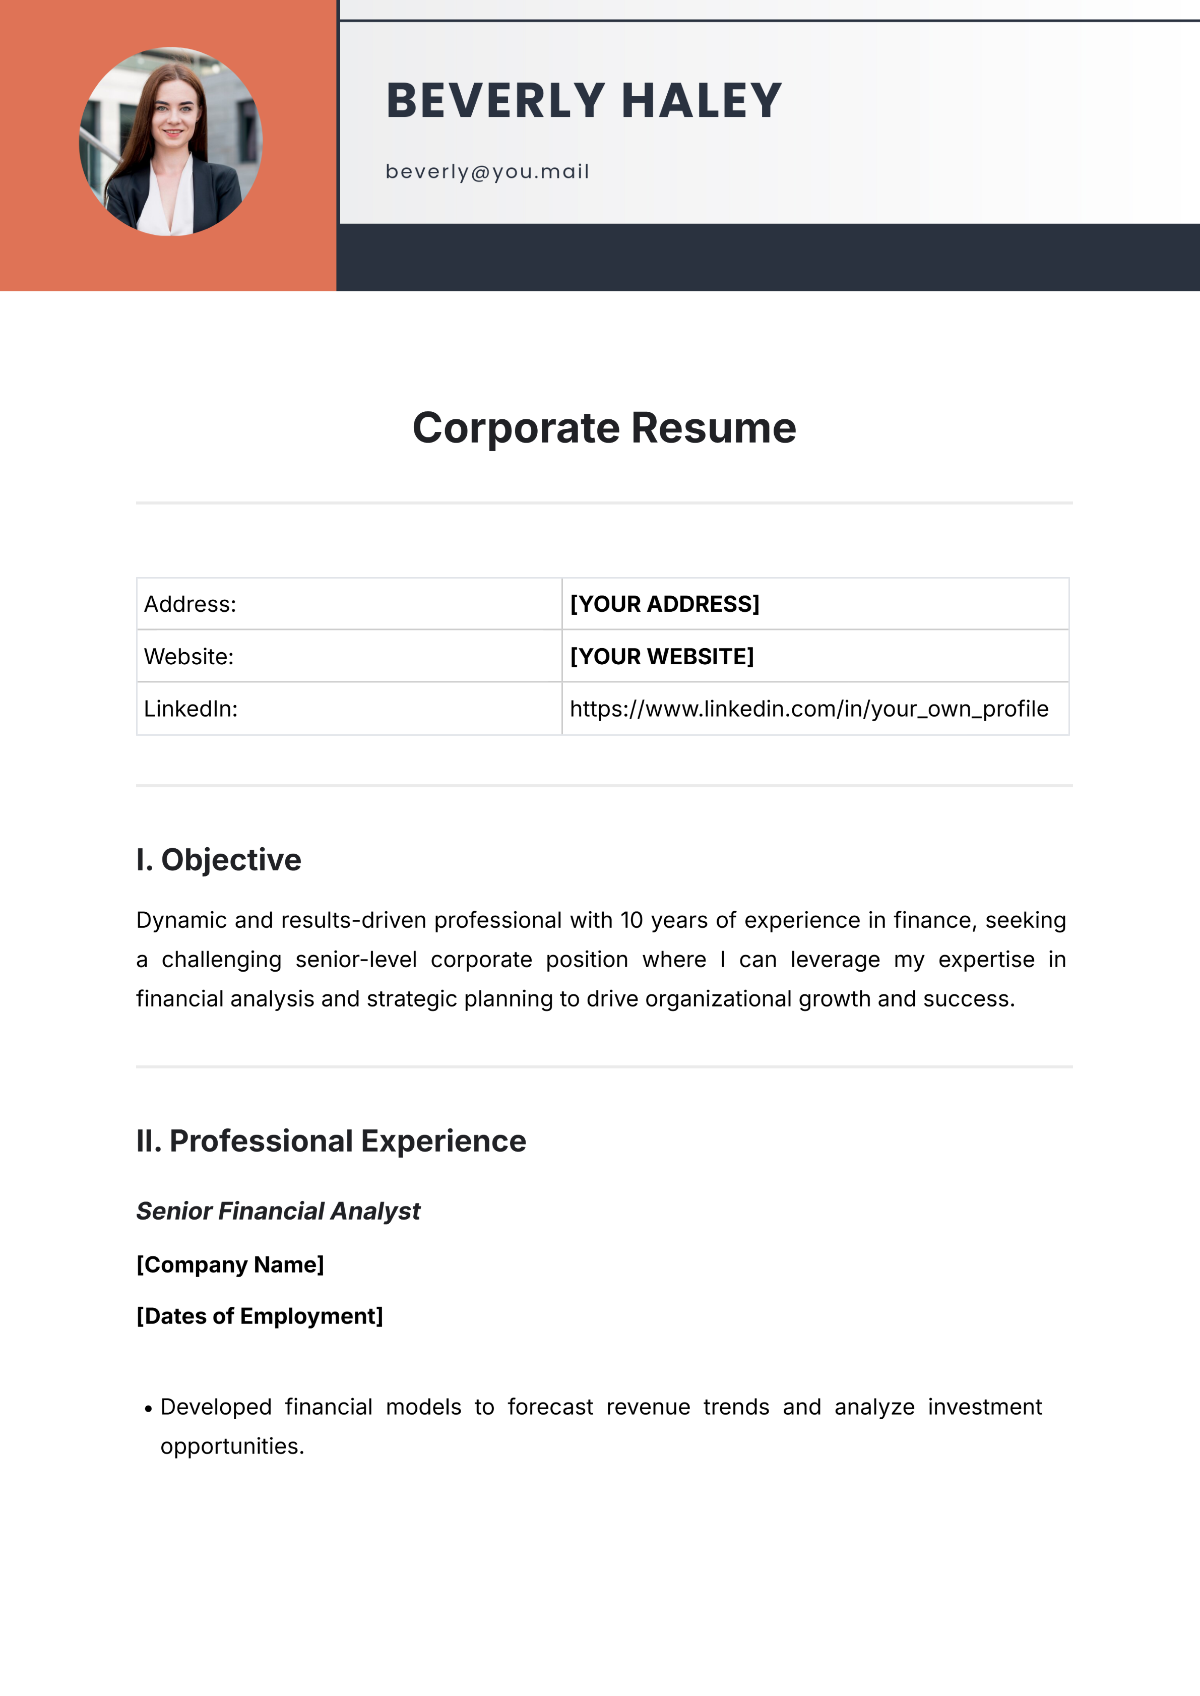 BEVERLY HALEY
beverly@you.mail
Corporate Resume
Address: [YOUR ADDRESS]
Website: [YOUR WEBSITE]
LinkedIn: https://www.linkedin.com/in/your_own_profile
I. Objective
Dynamic and results-driven professional with 10 years of experience in finance, seeking
a challenging senior-level corporate position where I can leverage my expertise in
financial analysis and strategic planning to drive organizational growth and success.
II. Professional Experience
Senior Financial Analyst
[Company Name]
[Dates of Employment]
• Developed financial models to forecast revenue trends and analyze investment
opportunities.